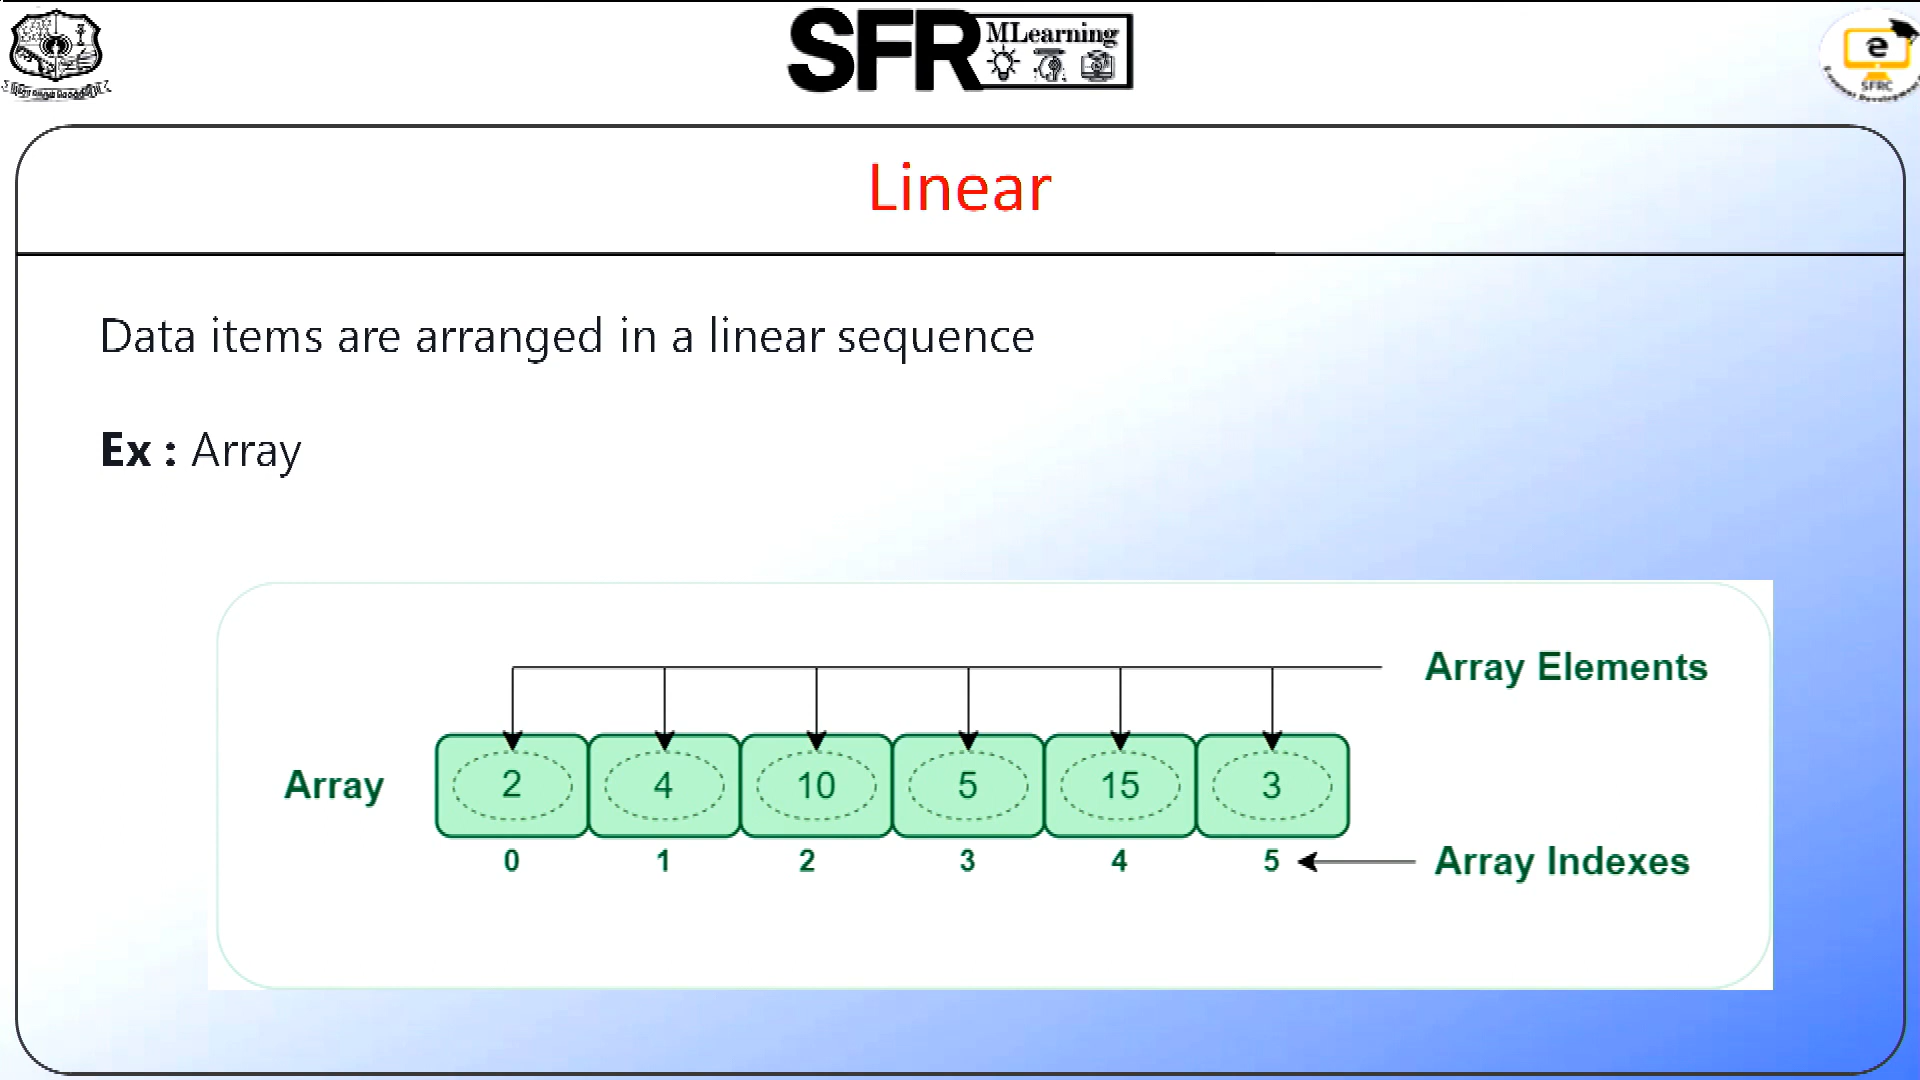 SFR MLearning
e
SFRC
Linear
Data items are arranged in a linear sequence
Ex : Array
Array Elements
Array 2 4 10 5 15 3
0 1 2 3 4 5 Array Indexes